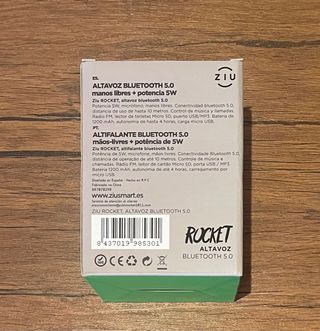 ZIU
ES.
ALTAVOZ BLUETOOTH 5.0
manos libres + potencia 5W
Ziu ROCKET, altavoz bluetooth 5.0
Potencia 5W, micrófono, manos libres. Conectividad bluetooth 5.0,
distancia de uso de hasta 10 metros. Control de música y llamadas.
Radio FM, lector de tarjetas Micro SD, puerto USB/MP3. Batería
de 1200 mAh, autonomía de hasta 4 horas, carga micro USB.
PT.
ALTIFALANTE BLUETOOTH 5.0
mãos-livres + potência de 5W
Ziu ROCKET, altifalante bluetooth 5.0
Potência de 5W, microfone, mãos livres. Conectividade Bluetooth 5.0,
distância de operação de até 10 metros. Controle de música e
chamadas. Rádio FM, leitor de cartão Micro SD, porta USB / MP3.
Bateria de 1200 mAh, autonomia de até 4 horas, carregamento por
micro USB.
Diseñado en España - Hecho en R.P.C
Fabricado na China
www.ziusmart.es
Servicio de atención al cliente:
ZIU ROCKET, ALTAVOZ BLUETOOTH 5.0
8 437019 985301 >
ROCKET
ALTAVOZ
BLUETOOTH 5.0